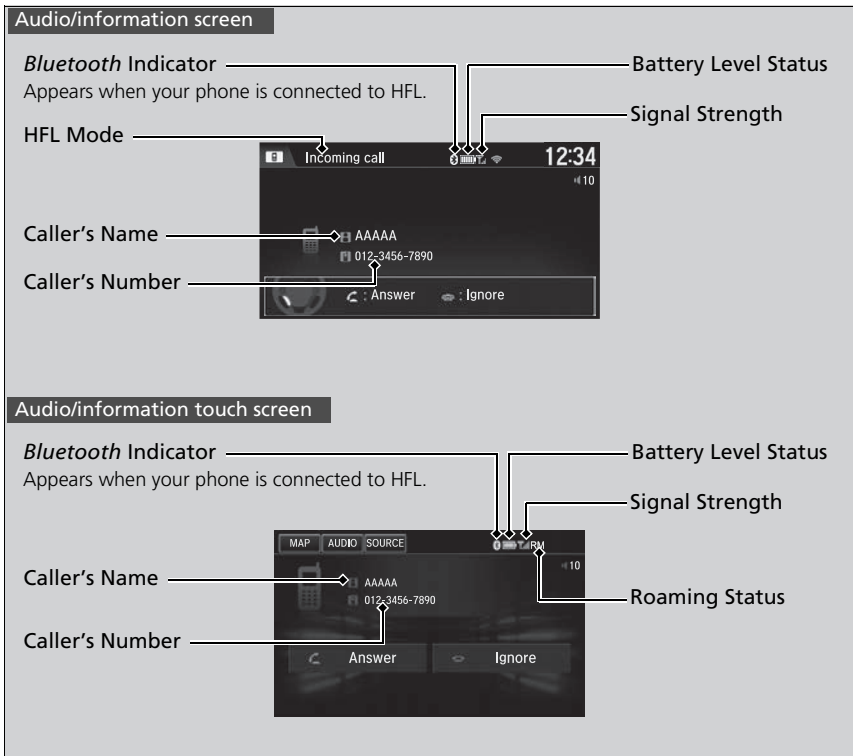 Audio/information screen
Bluetooth Indicator
Appears when your phone is connected to HFL.
Battery Level Status
Signal Strength
HFL Mode
Incoming call
12:34
10
Caller's Name
AAAAA
012-3456-7890
Caller's Number
: Answer
: Ignore
Audio/information touch screen
Bluetooth Indicator
Appears when your phone is connected to HFL.
Battery Level Status
Signal Strength
MAP AUDIO SOURCE
RM
10
Caller's Name
AAAAA
012-3456-7890
Roaming Status
Caller's Number
Answer
Ignore